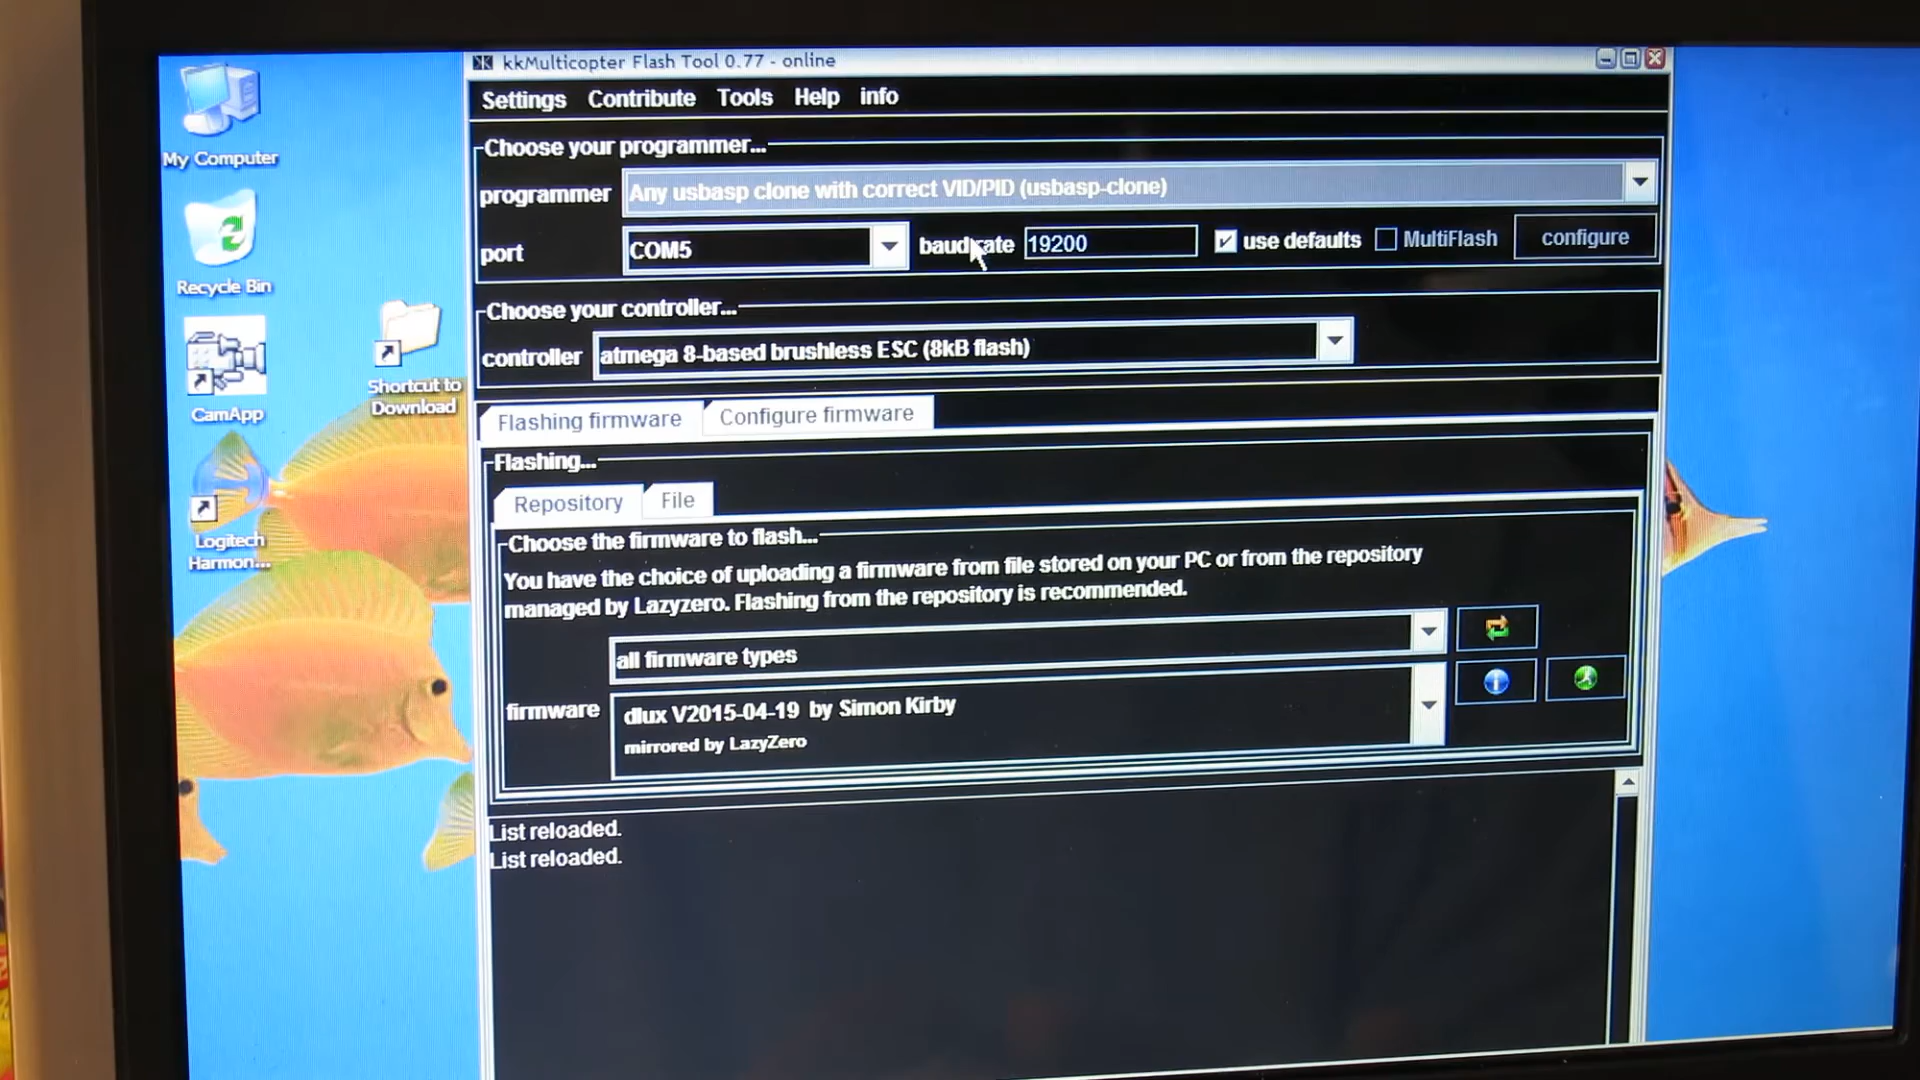 kkMulticopter Flash Tool 0.77 - online
Settings Contribute Tools Help info
Choose your programmer...
programmer Any usbasp clone with correct VID/PID (usbasp-clone)
port COM5 baudrate 19200 use defaults MultiFlash configure
Choose your controller...
controller atmega 8-based brushless ESC (8kB flash)
Flashing firmware Configure firmware
Flashing...
Repository File
Choose the firmware to flash...
You have the choice of uploading a firmware from file stored on your PC or from the repository
managed by Lazyzero. Flashing from the repository is recommended.
all firmware types
firmware dlux V2015-04-19 by Simon Kirby
mirrored by LazyZero
List reloaded.
List reloaded.
My Computer
Recycle Bin
CamApp
Shortcut to
Download
Logitech
Harmon...